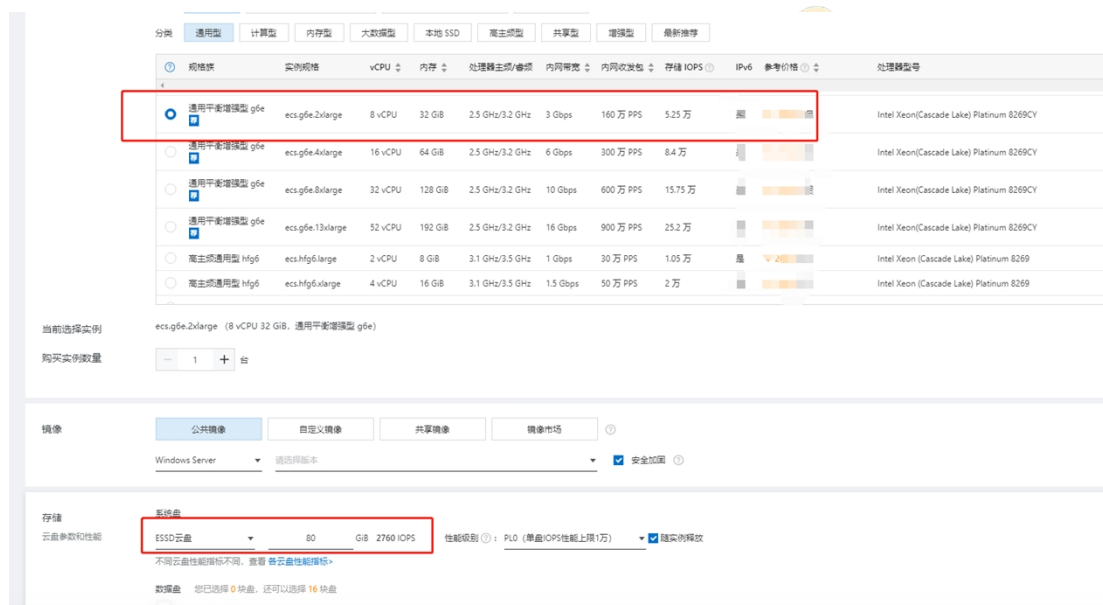 分类 通用型 计算型 内存型 大数据型 本地 SSD 高主频型 共享型 增强型 最新推荐
规格族 实例规格 vCPU 内存 处理器主频/睿频 内网带宽 内网收发包 存储 IOPS IPv6 参考价格 处理器型号
通用平衡增强型 g6e 荐 ecs.g6e.2xlarge 8 vCPU 32 GiB 2.5 GHz/3.2 GHz 3 Gbps 160 万 PPS 5.25 万 Intel Xeon(Cascade Lake) Platinum 8269CY
通用平衡增强型 g6e 荐 ecs.g6e.4xlarge 16 vCPU 64 GiB 2.5 GHz/3.2 GHz 6 Gbps 300 万 PPS 8.4 万 Intel Xeon(Cascade Lake) Platinum 8269CY
通用平衡增强型 g6e 荐 ecs.g6e.8xlarge 32 vCPU 128 GiB 2.5 GHz/3.2 GHz 10 Gbps 600 万 PPS 15.75 万 Intel Xeon(Cascade Lake) Platinum 8269CY
通用平衡增强型 g6e 荐 ecs.g6e.13xlarge 52 vCPU 192 GiB 2.5 GHz/3.2 GHz 16 Gbps 900 万 PPS 25.2 万 Intel Xeon(Cascade Lake) Platinum 8269CY
高主频通用型 hfg6 ecs.hfg6.large 2 vCPU 8 GiB 3.1 GHz/3.5 GHz 1 Gbps 30 万 PPS 1.05 万 是 Intel Xeon (Cascade Lake) Platinum 8269
高主频通用型 hfg6 ecs.hfg6.xlarge 4 vCPU 16 GiB 3.1 GHz/3.5 GHz 1.5 Gbps 50 万 PPS 2 万 Intel Xeon (Cascade Lake) Platinum 8269
当前选择实例 ecs.g6e.2xlarge （8 vCPU 32 GiB，通用平衡增强型 g6e）
购买实例数量 － 1 ＋ 台
镜像 公共镜像 自定义镜像 共享镜像 镜像市场
Windows Server 请选择版本 安全加固
存储 系统盘
云盘参数和性能 ESSD云盘 80 GiB 2760 IOPS 性能级别 ： PL0（单盘IOPS性能上限1万） 随实例释放
不同云盘性能指标不同，查看 各云盘性能指标>
数据盘 您已选择 0 块盘，还可以选择 16 块盘